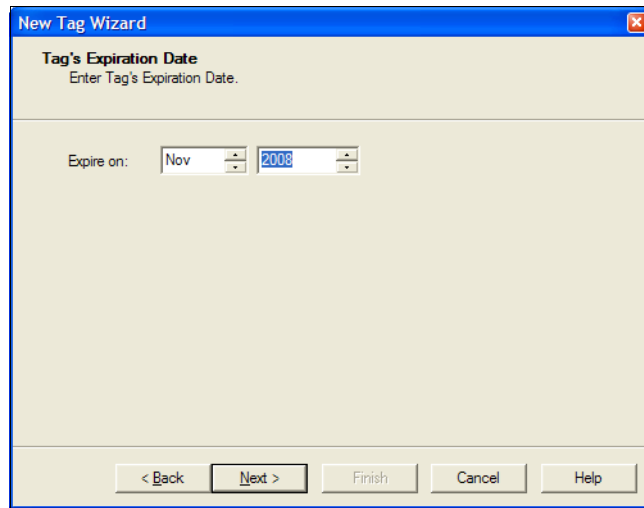 New Tag Wizard
Tag's Expiration Date
Enter Tag's Expiration Date.
Expire on: Nov 2008
< Back Next > Finish Cancel Help